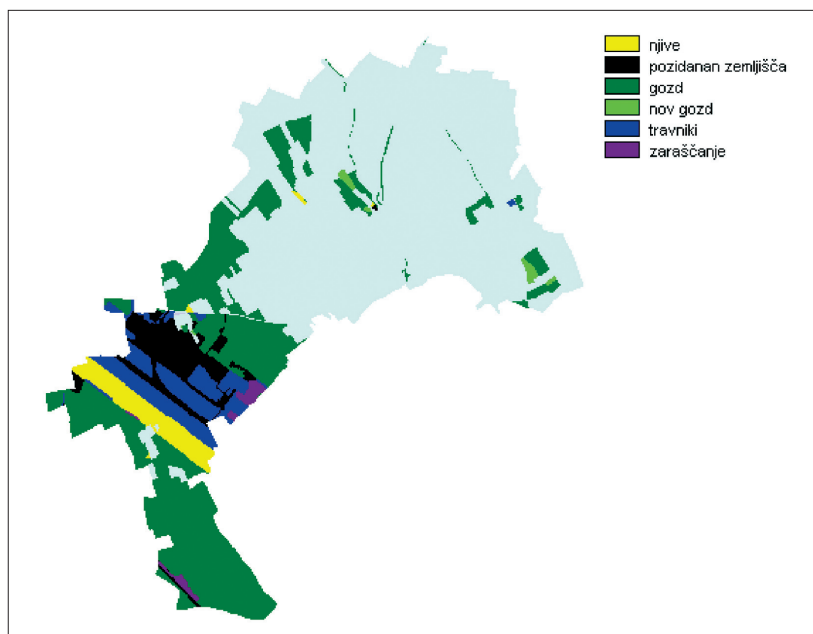 njive
pozidanan zemljišča
gozd
nov gozd
travniki
zaraščanje